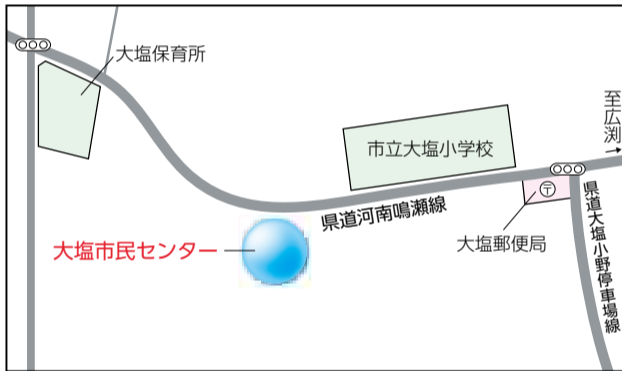 大塩保育所
市立大塩小学校
至広渕→
県道河南鳴瀬線
〒
大塩郵便局
大塩市民センター
県道大塩小野停車場線